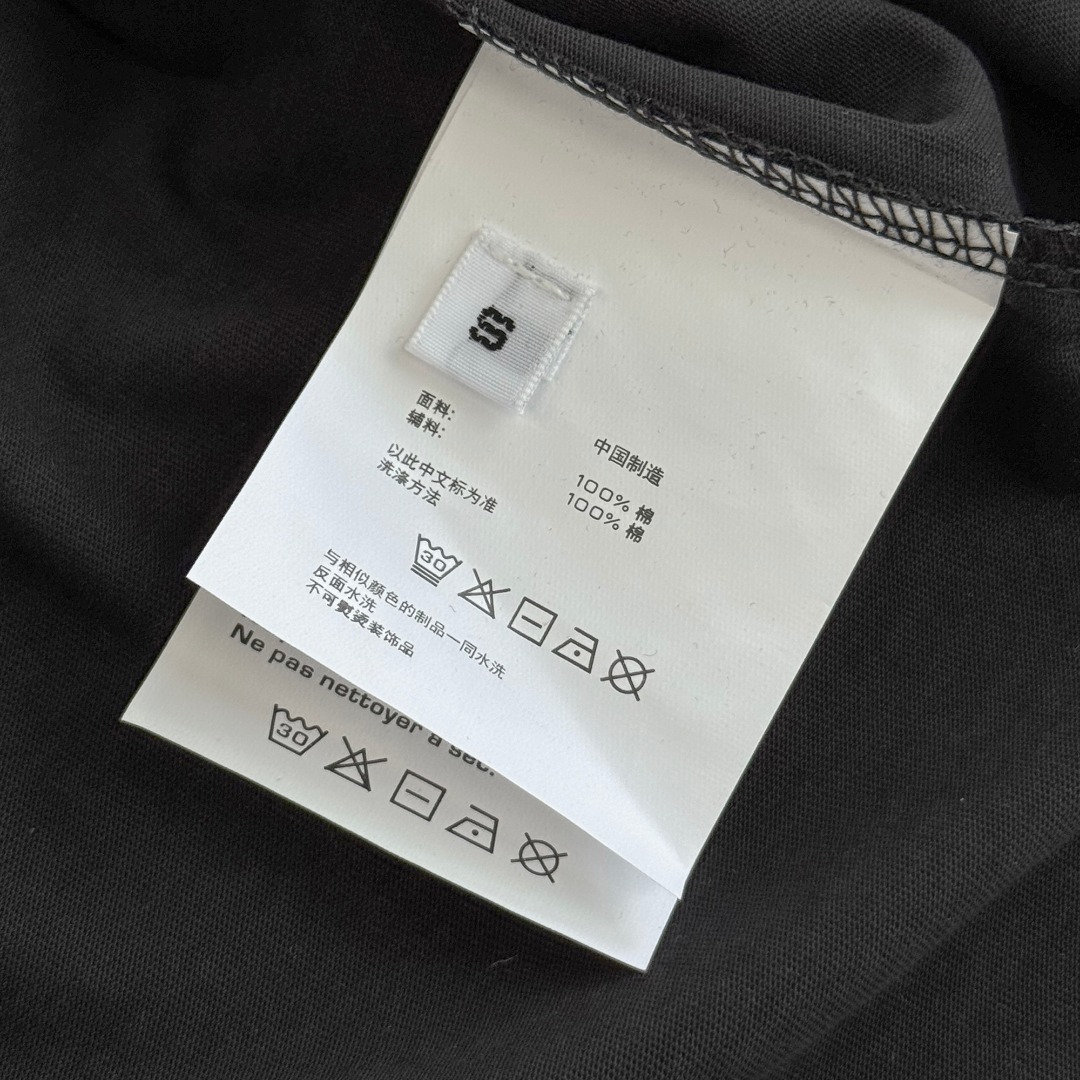 S
面料:
辅料:
中国制造
100% 棉
100% 棉
以此中文标为准
洗涤方法
30
与相似颜色的制品一同水洗
反面水洗
不可熨烫装饰品
Ne pas nettoyer à sec.
30